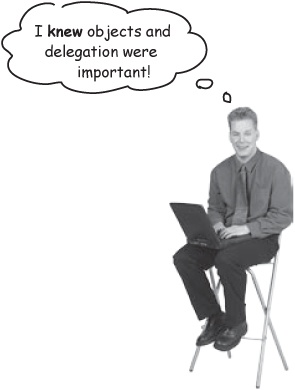 I knew objects and
delegation were
important!